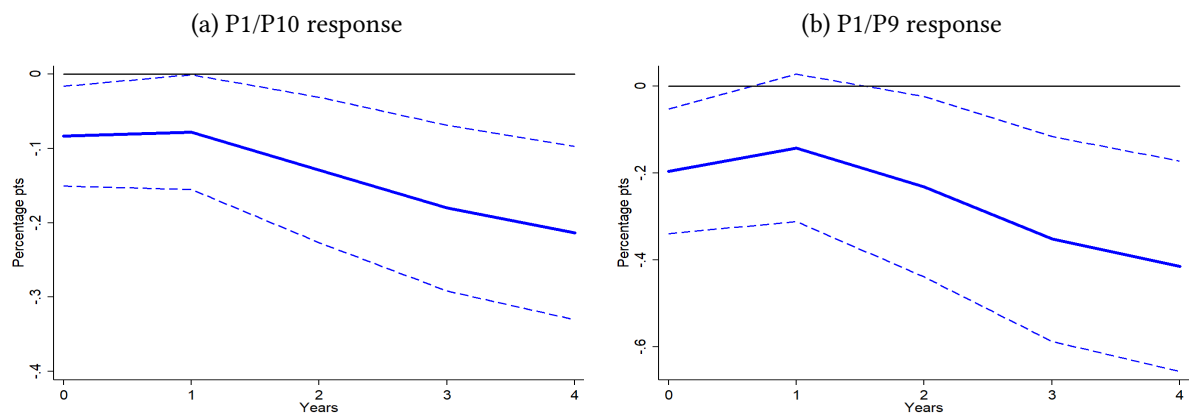 (a) P1/P10 response
Percentage pts
0
-.1
-.2
-.3
-.4
0 1 2 3 4
Years
(b) P1/P9 response
Percentage pts
0
-.2
-.4
-.6
0 1 2 3 4
Years